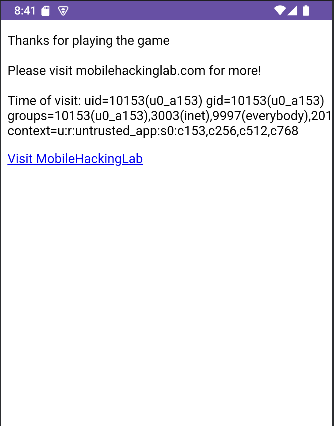 8:41
Thanks for playing the game
Please visit mobilehackinglab.com for more!
Time of visit: uid=10153(u0_a153) gid=10153(u0_a153)
groups=10153(u0_a153),3003(inet),9997(everybody),201
context=u:r:untrusted_app:s0:c153,c256,c512,c768
Visit MobileHackingLab